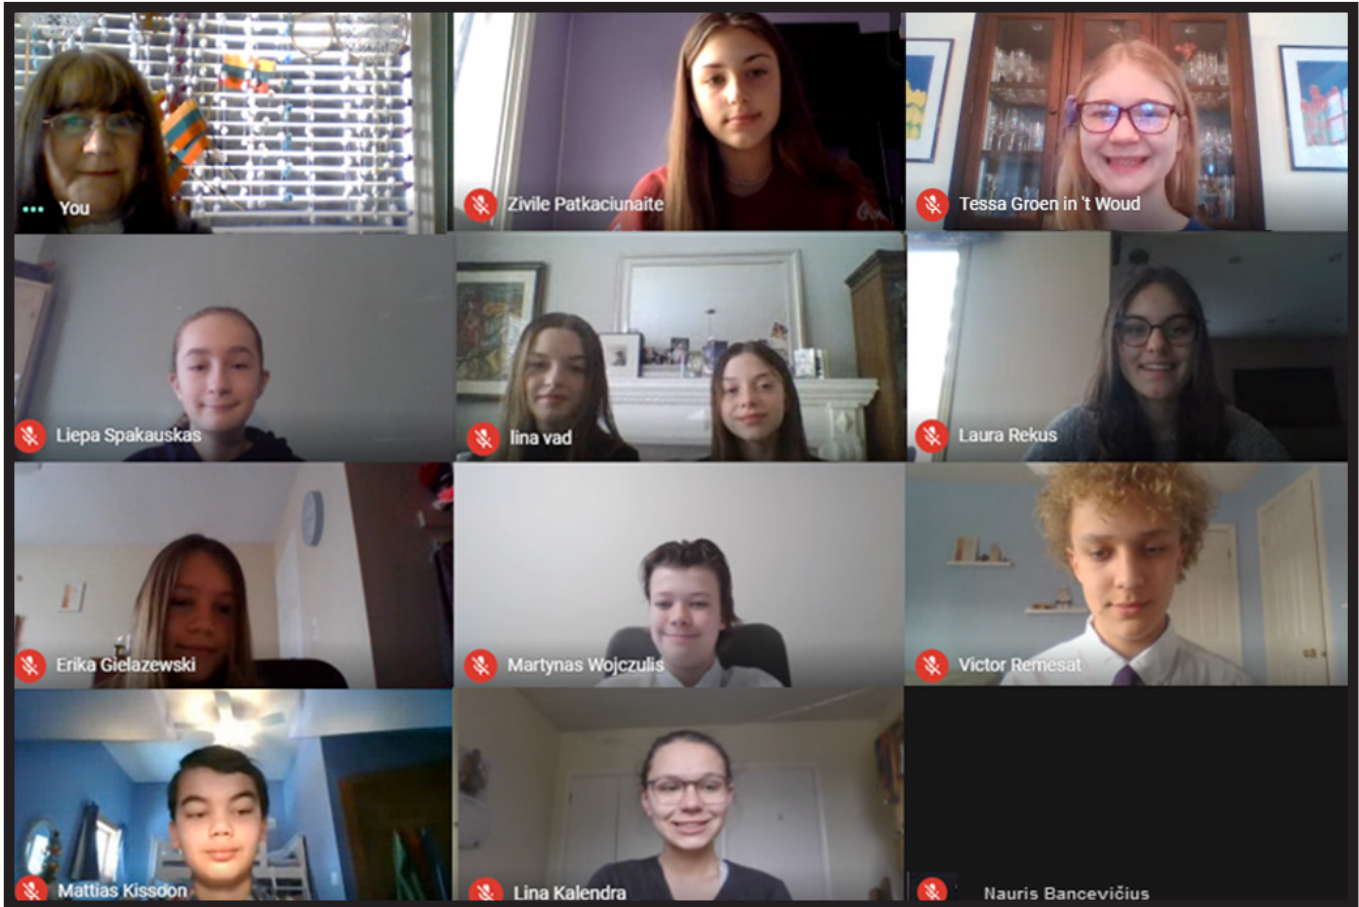 You
Zivile Patkaciunaite
Tessa Groen in 't Woud
Liepa Spakauskas
lina vad
Laura Rekus
Erika Gielazewski
Martynas Wojczulis
Victor Remesat
Mattias Kissoon
Lina Kalendra
Nauris Bancevičius